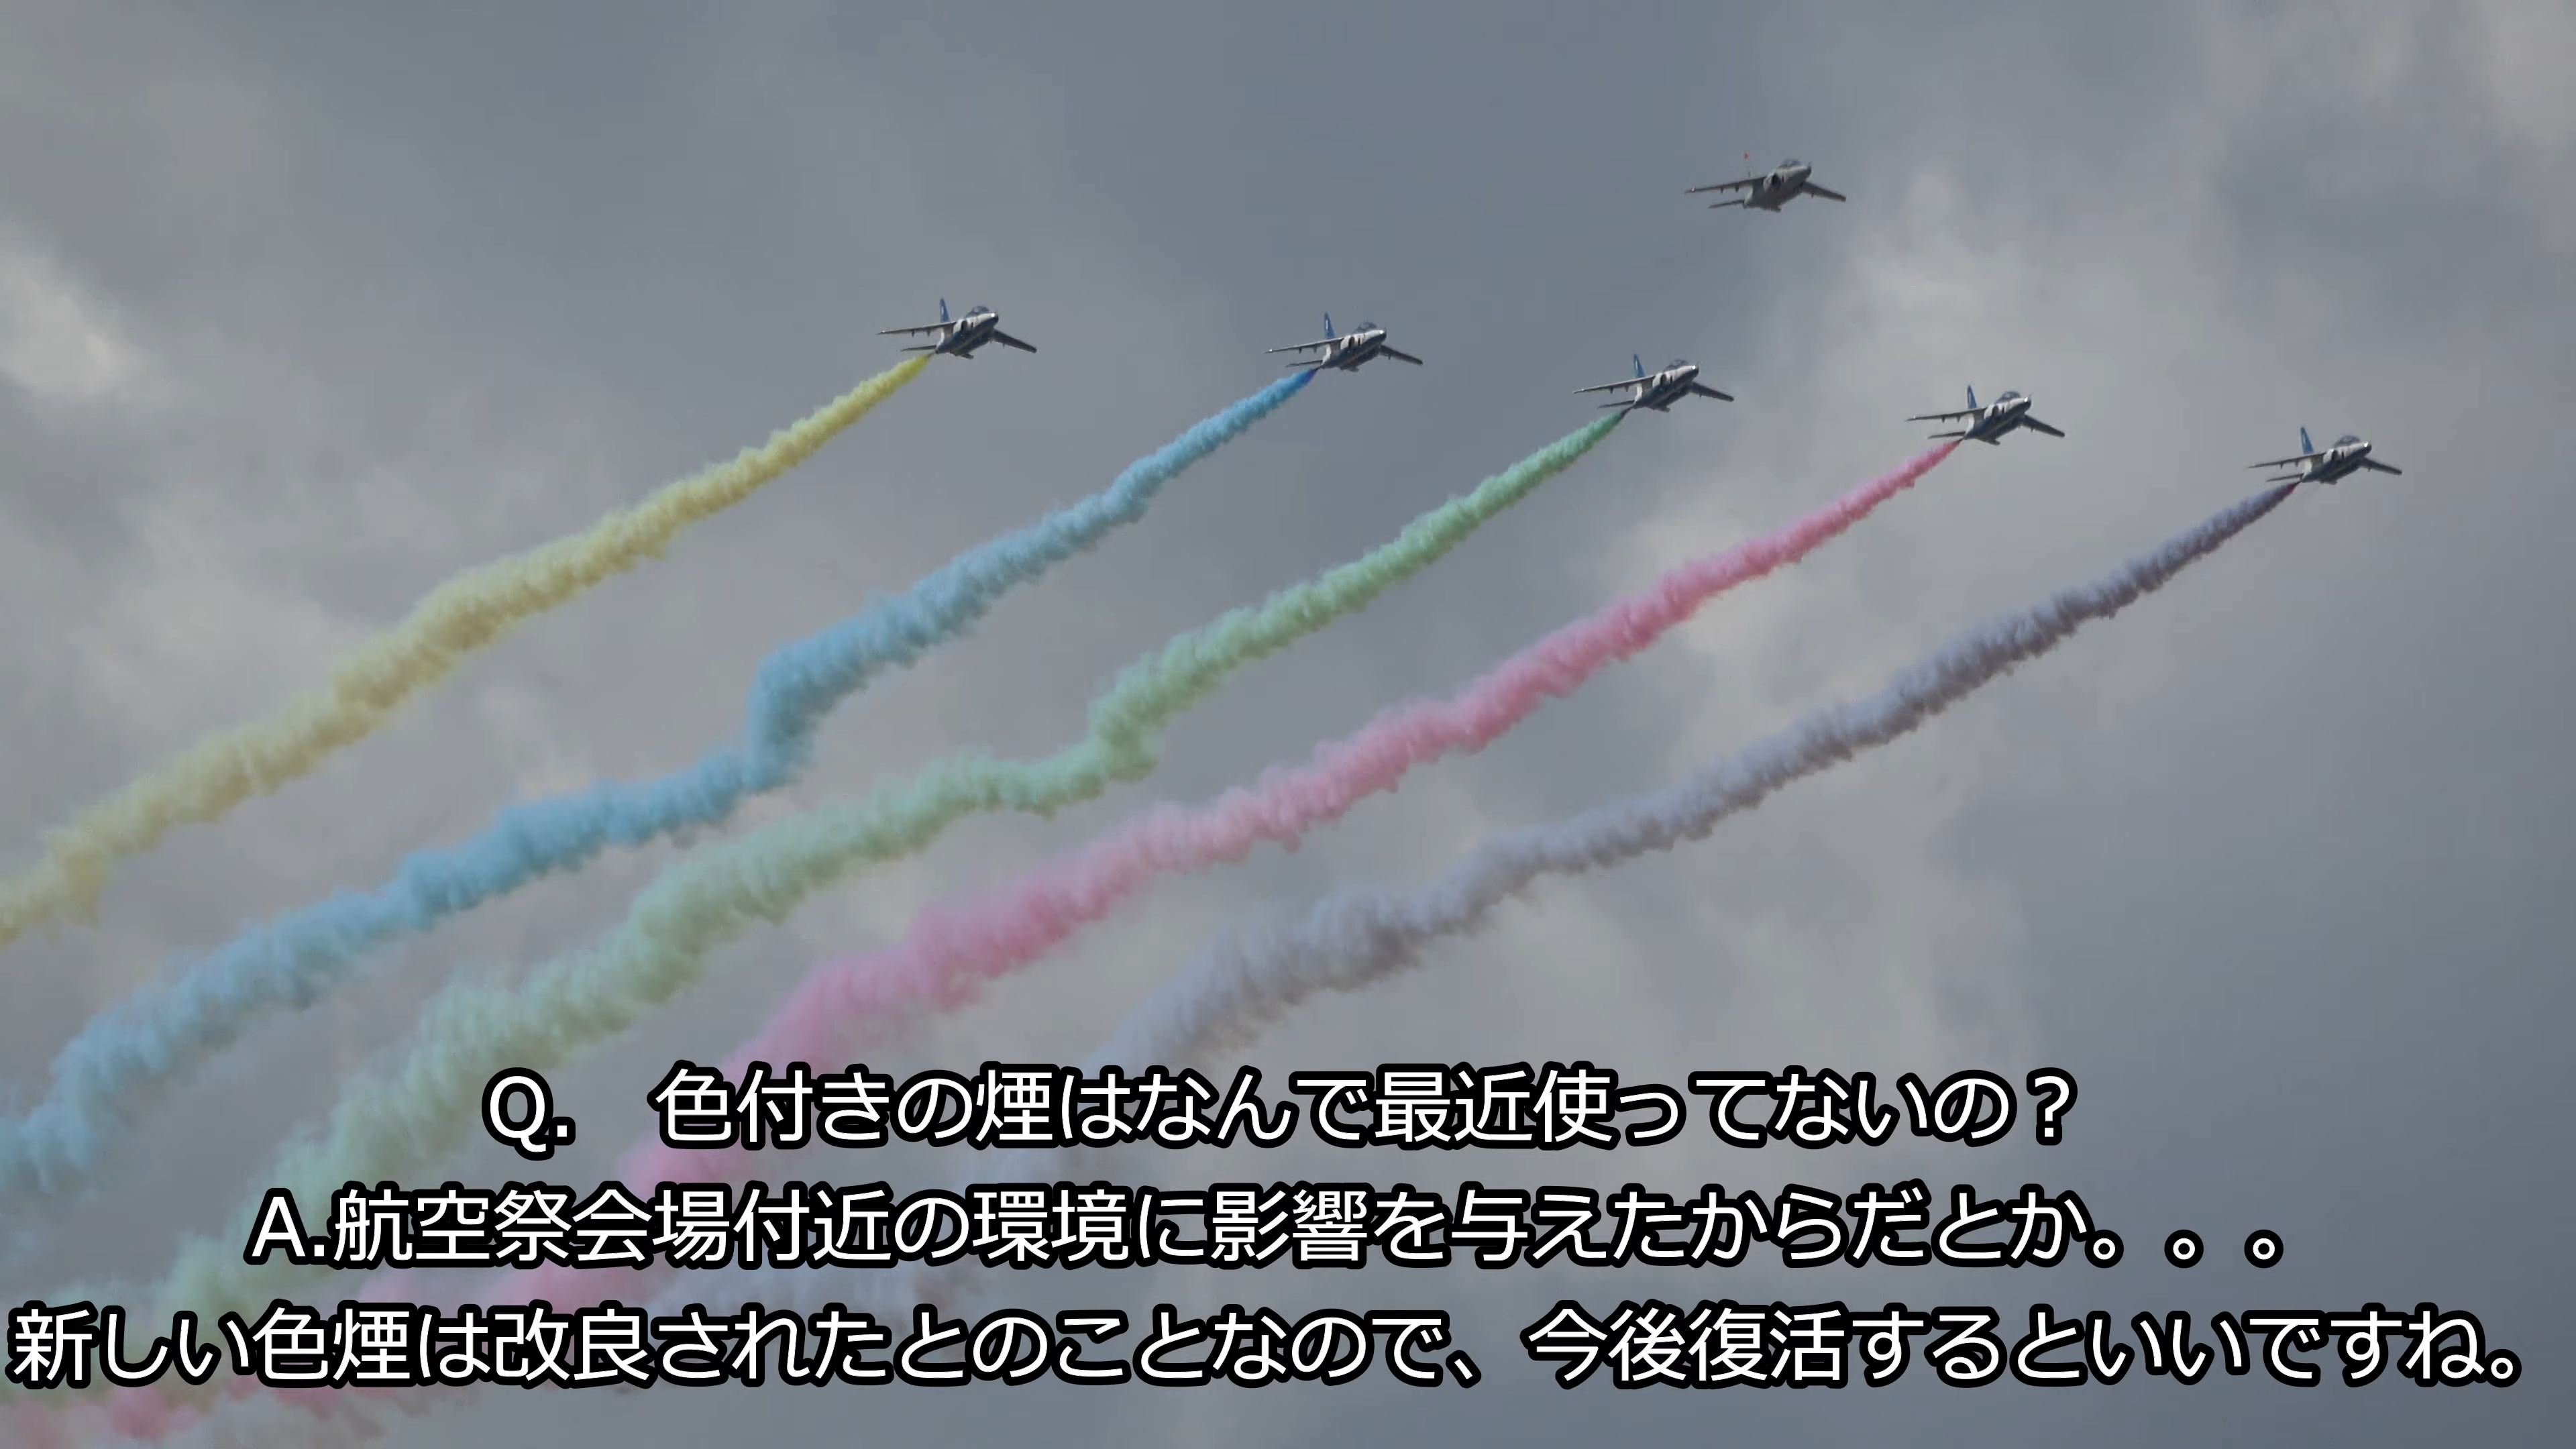 Q.　色付きの煙はなんで最近使ってないの？
A.航空祭会場付近の環境に影響を与えたからだとか。。。
新しい色煙は改良されたとのことなので、今後復活するといいですね。